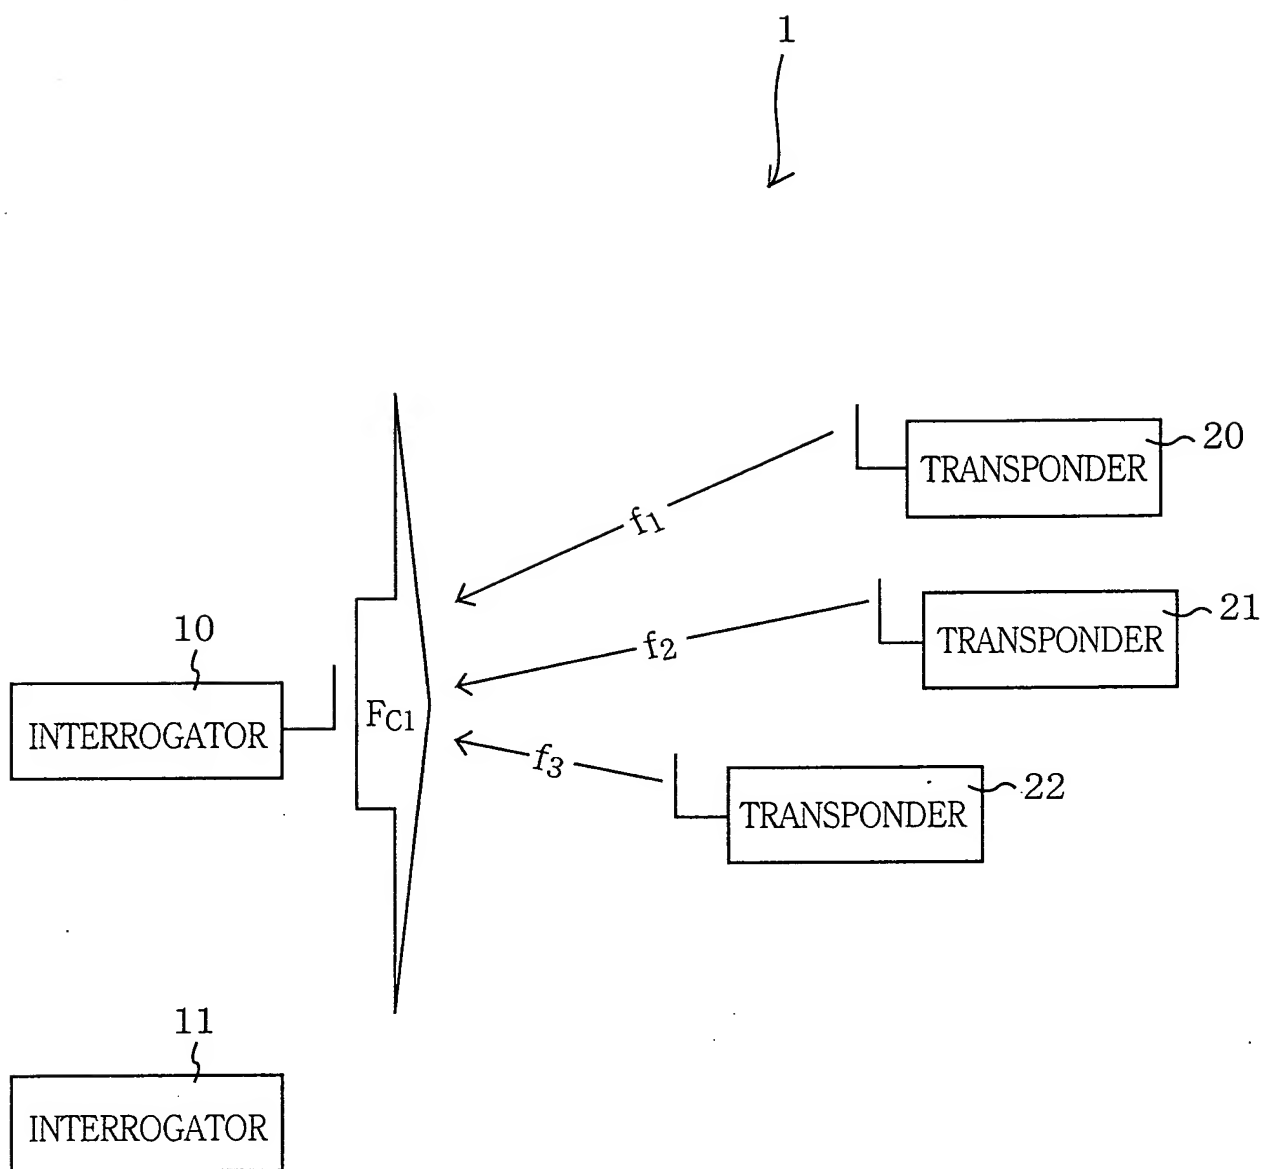 1
20
TRANSPONDER
f1
21
TRANSPONDER
f2
10
INTERROGATOR
FC1
f3
22
TRANSPONDER
11
INTERROGATOR